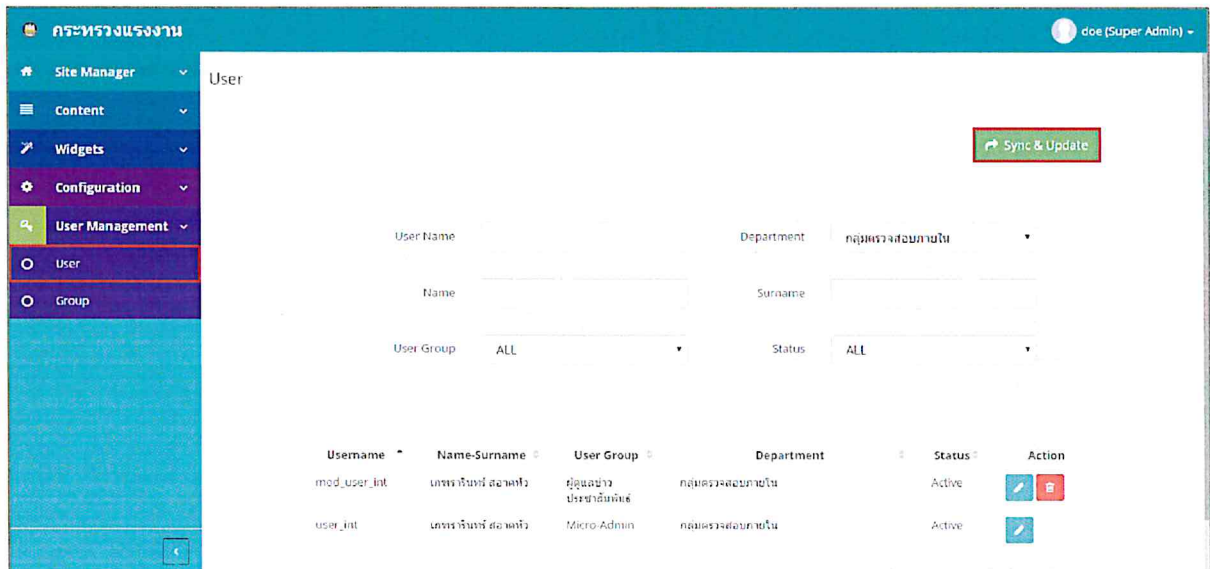 กระทรวงแรงงาน
doe (Super Admin)
Site Manager
Content
Widgets
Configuration
User Management
User
Group
User
Sync & Update
User Name
Department กลุ่มตรวจสอบภายใน
Name
Surname
User Group ALL
Status ALL
Username Name-Surname User Group Department Status Action
mod_user_int ผู้ดูแลข่าว กลุ่มตรวจสอบภายใน Active
ประชาสัมพันธ์
user_int Micro-Admin กลุ่มตรวจสอบภายใน Active